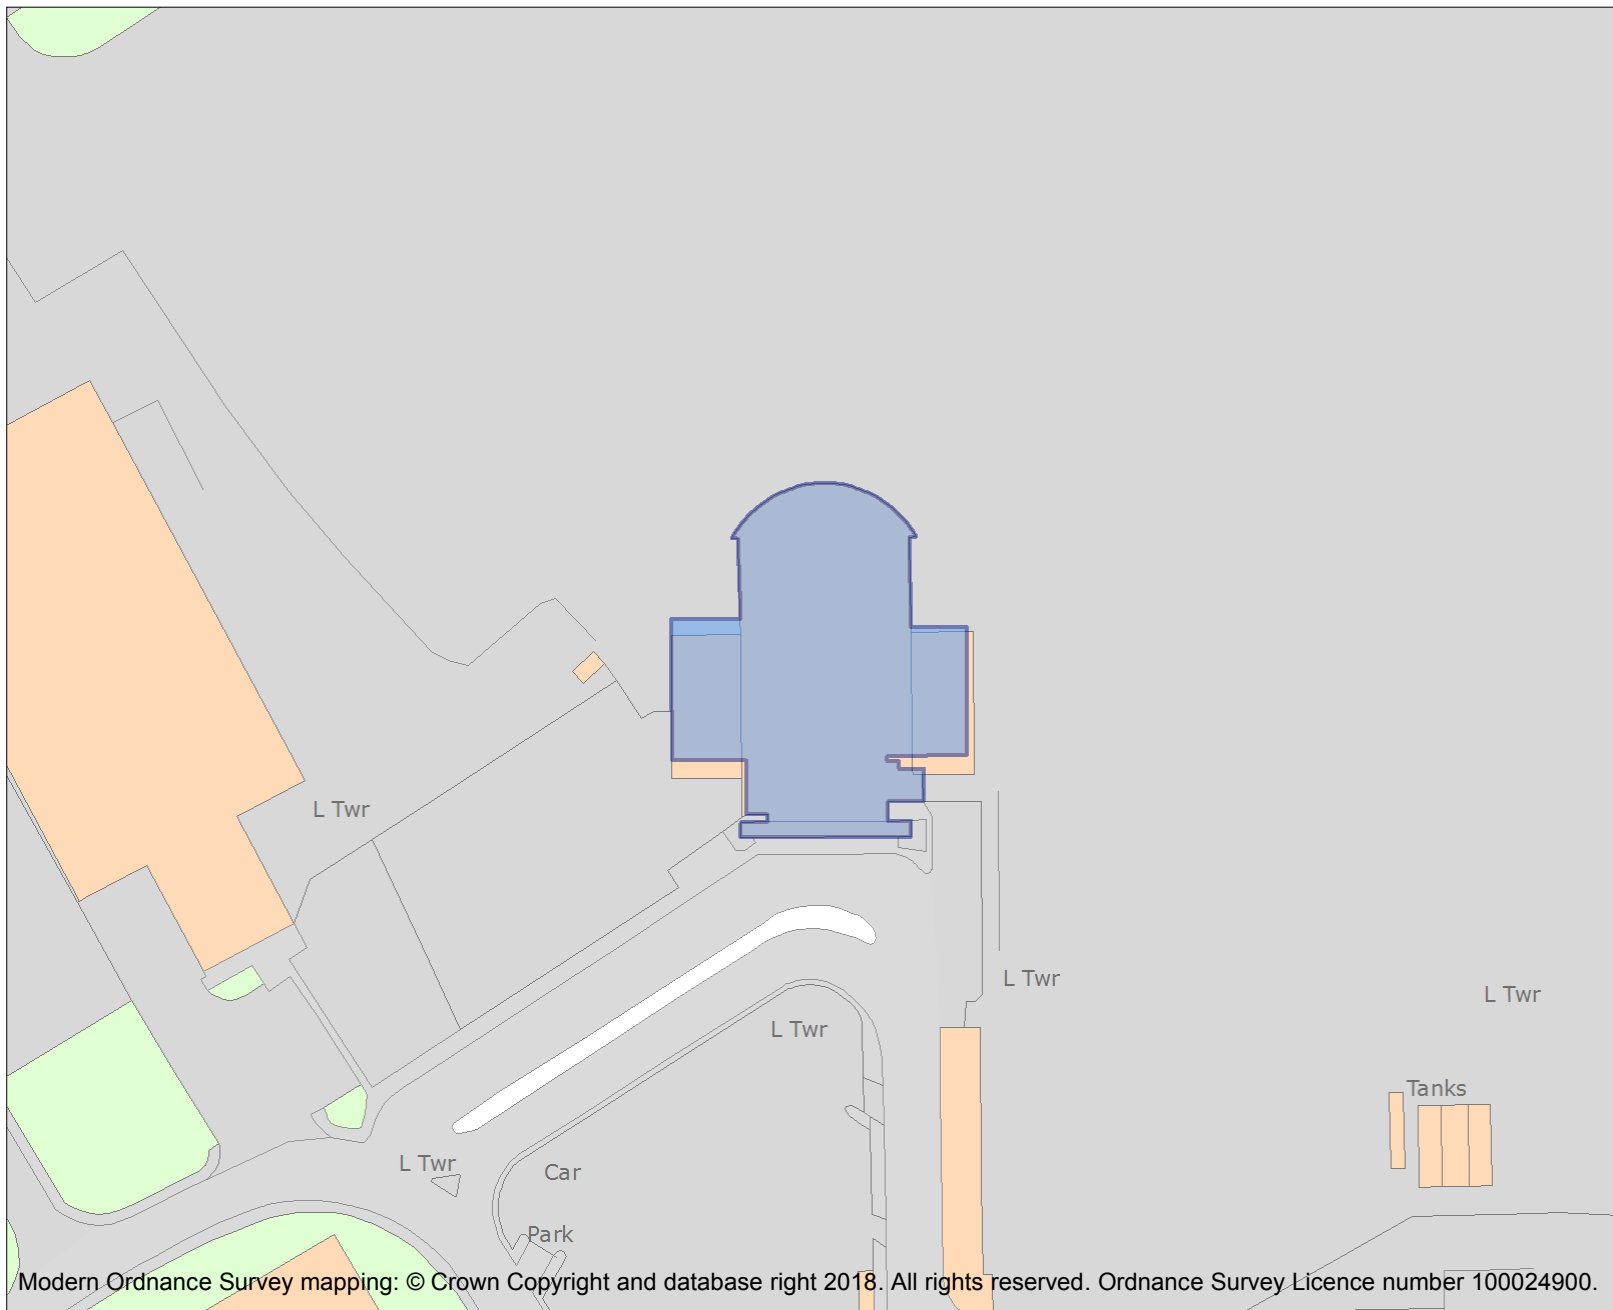 L Twr
L Twr
L Twr
L Twr
Tanks
L Twr
Car
Park
Modern Ordnance Survey mapping: © Crown Copyright and database right 2018. All rights reserved. Ordnance Survey Licence number 100024900.